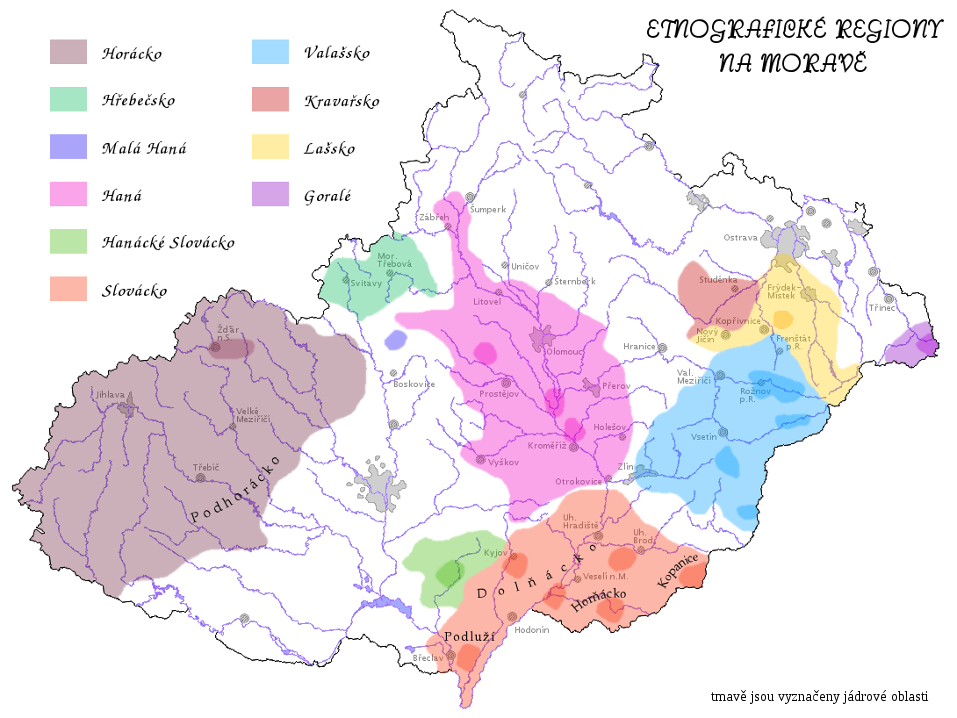 ETNOGRAFICKÉ REGIONY
NA MORAVĚ
Horácko
Hřebečsko
Malá Haná
Haná
Hanácké Slovácko
Slovácko
Valašsko
Kravařsko
Lašsko
Goralé
Šumperk
Zábřeh
Ostrava
Mor.
Třebová
Svitavy
Uničov
Šternberk
Litovel
Studénka
Frýdek-
Místek
Třinec
Kopřivnice
Nový
Jičín
Žďár
n.S.
Olomouc
Hranice
Frenštát
p.R.
Boskovice
Val.
Meziříčí
Rožnov
p.R.
Jihlava
Prostějov
Přerov
Velké
Meziříčí
Holešov
Vsetín
Kroměříž
Vyškov
Třebíč
Zlín
Otrokovice
Podhorácko
Uh.
Hradiště
Uh.
Brod
Kyjov
Dolňácko
Kopanice
Veselí n.M.
Horňácko
Hodonín
Podluží
Břeclav
tmavě jsou vyznačeny jádrové oblasti